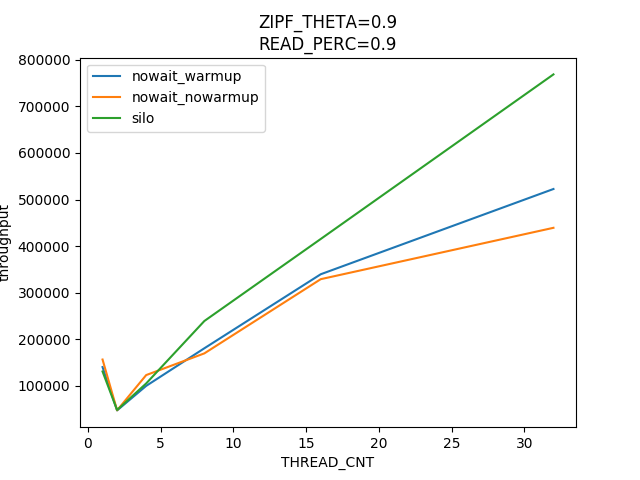 ZIPF_THETA=0.9
READ_PERC=0.9
800000
700000
600000
500000
400000
300000
200000
100000
throughput
nowait_warmup
nowait_nowarmup
silo
0
5
10
15
20
25
30
THREAD_CNT